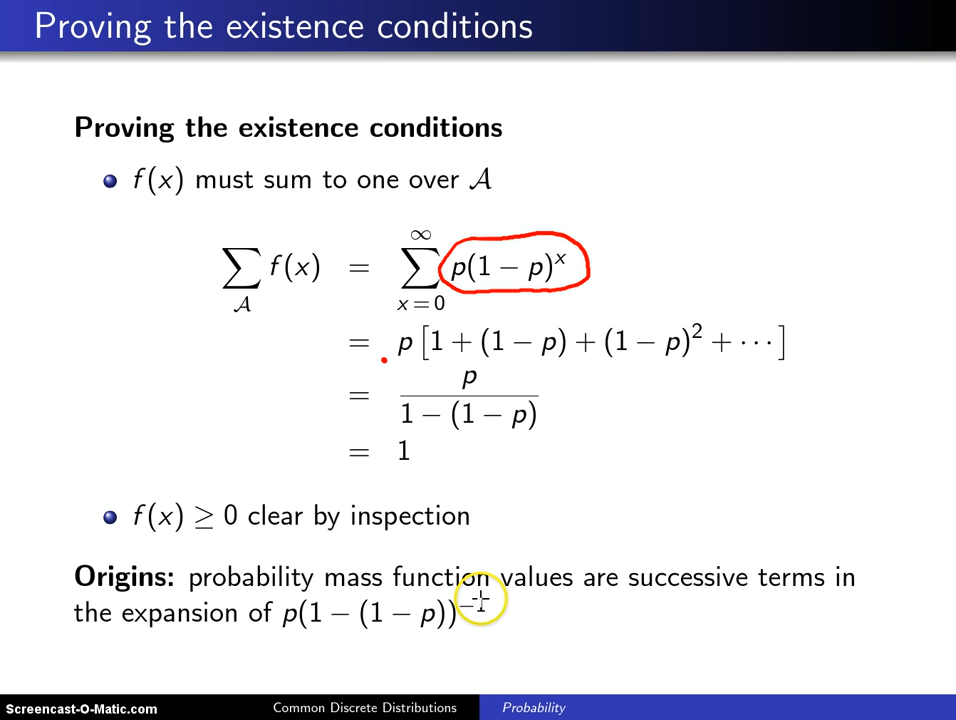 Proving the existence conditions
Proving the existence conditions
f(x) must sum to one over 𝒜
∑_𝒜 f(x) = ∑_{x=0}^{∞} p(1 − p)^x
= p[1 + (1 − p) + (1 − p)^2 + ⋯]
= p / (1 − (1 − p))
= 1
f(x) ≥ 0 clear by inspection
Origins: probability mass function values are successive terms in
the expansion of p(1 − (1 − p))^{−1}
Screencast-O-Matic.com Common Discrete Distributions Probability